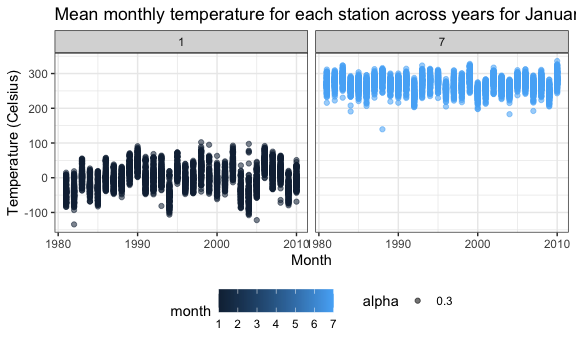 Mean monthly temperature for each station across years for Januar
1
7
Temperature (Celsius)
300
200
100
0
-100
1980
1990
2000
2010
1980
1990
2000
2010
Month
month
1 2 3 4 5 6 7
alpha
0.3